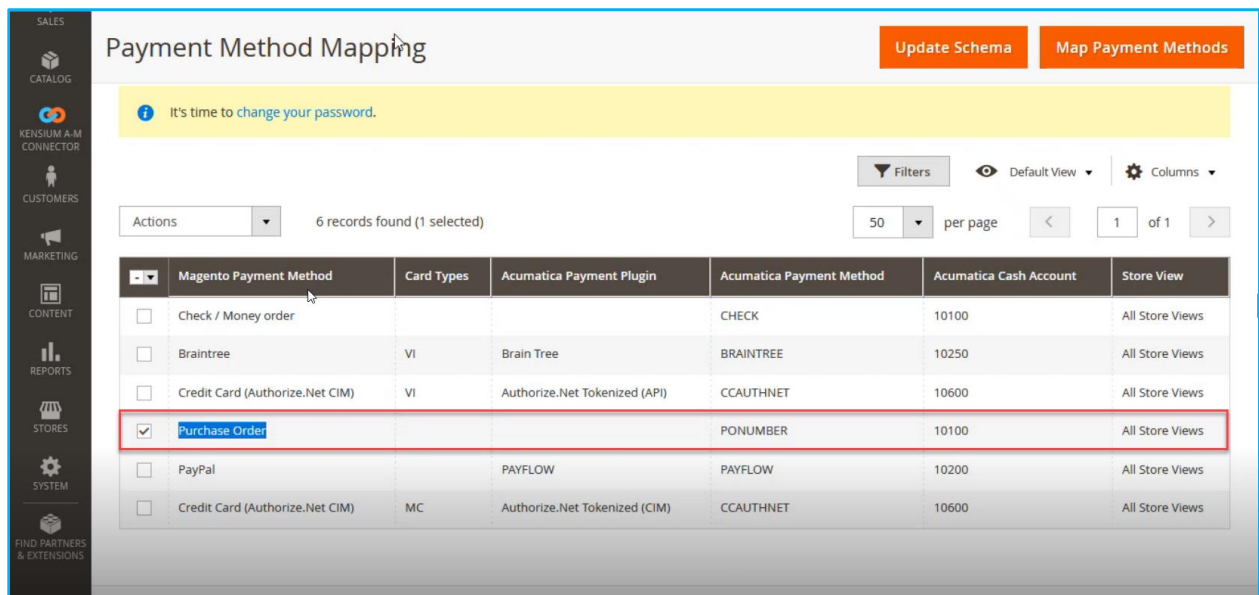 SALES
CATALOG
KENSIUM A-M
CONNECTOR
CUSTOMERS
MARKETING
CONTENT
REPORTS
STORES
SYSTEM
FIND PARTNERS
& EXTENSIONS
Payment Method Mapping
Update Schema
Map Payment Methods
It's time to change your password.
Filters Default View Columns
Actions 6 records found (1 selected) 50 per page 1 of 1
Magento Payment Method Card Types Acumatica Payment Plugin Acumatica Payment Method Acumatica Cash Account Store View
Check / Money order CHECK 10100 All Store Views
Braintree VI Brain Tree BRAINTREE 10250 All Store Views
Credit Card (Authorize.Net CIM) VI Authorize.Net Tokenized (API) CCAUTHNET 10600 All Store Views
Purchase Order PONUMBER 10100 All Store Views
PayPal PAYFLOW PAYFLOW 10200 All Store Views
Credit Card (Authorize.Net CIM) MC Authorize.Net Tokenized (CIM) CCAUTHNET 10600 All Store Views